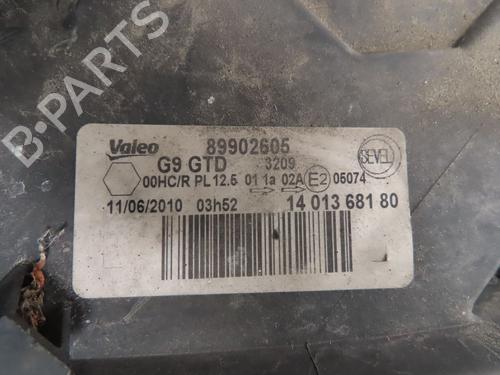 Valeo 89902605
G9 GTD 3209 SEVEL
00HC/R PL12.5 01 1a 02A E2 05074
11/06/2010 03h52 14 013 681 80
B-PARTS